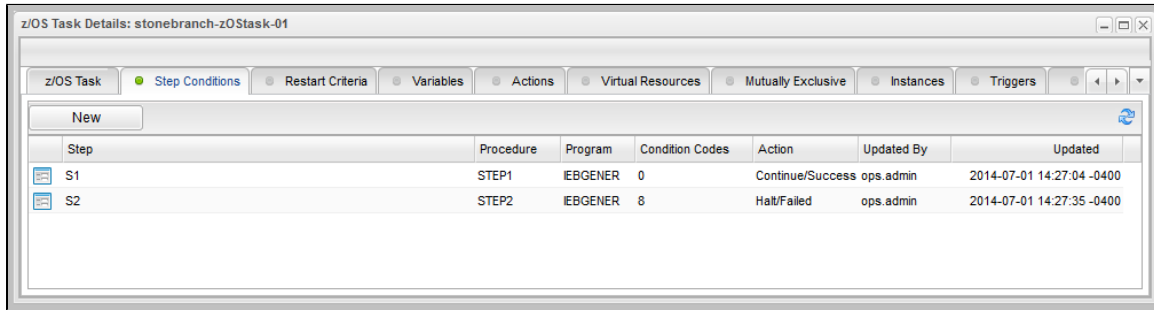 z/OS Task Details: stonebranch-zOStask-01
z/OS Task Step Conditions Restart Criteria Variables Actions Virtual Resources Mutually Exclusive Instances Triggers
New
Step Procedure Program Condition Codes Action Updated By Updated
S1 STEP1 IEBGENER 0 Continue/Success ops.admin 2014-07-01 14:27:04 -0400
S2 STEP2 IEBGENER 8 Halt/Failed ops.admin 2014-07-01 14:27:35 -0400